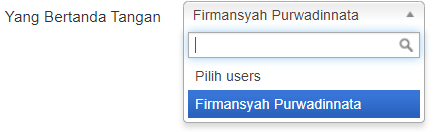 Yang Bertanda Tangan Firmansyah Purwadinnata
Pilih users
Firmansyah Purwadinnata